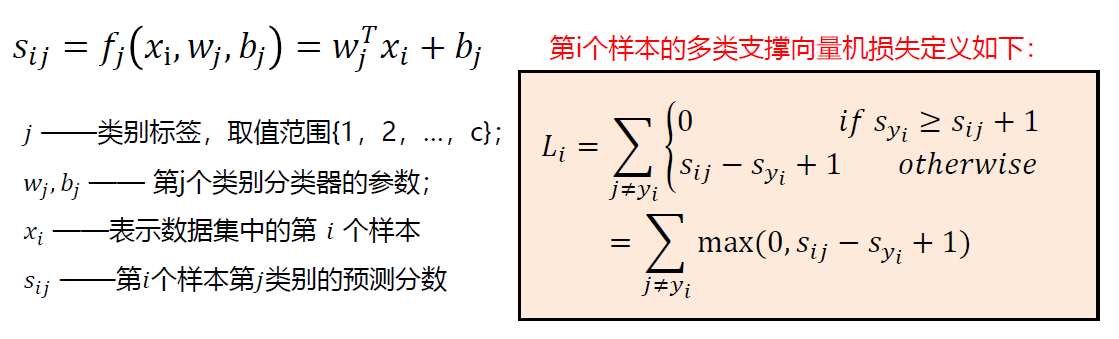 s_{ij} = f_j(x_i, w_j, b_j) = w_j^T x_i + b_j
j ——类别标签，取值范围{1，2，…，c}；
w_j, b_j —— 第j个类别分类器的参数；
x_i ——表示数据集中的第 i 个样本
s_{ij} ——第i个样本第j类别的预测分数
第i个样本的多类支撑向量机损失定义如下：
L_i = \sum_{j≠y_i} \begin{cases} 0 & if s_{y_i} ≥ s_{ij} + 1 \\ s_{ij} - s_{y_i} + 1 & otherwise \end{cases}
= \sum_{j≠y_i} max(0, s_{ij} - s_{y_i} + 1)